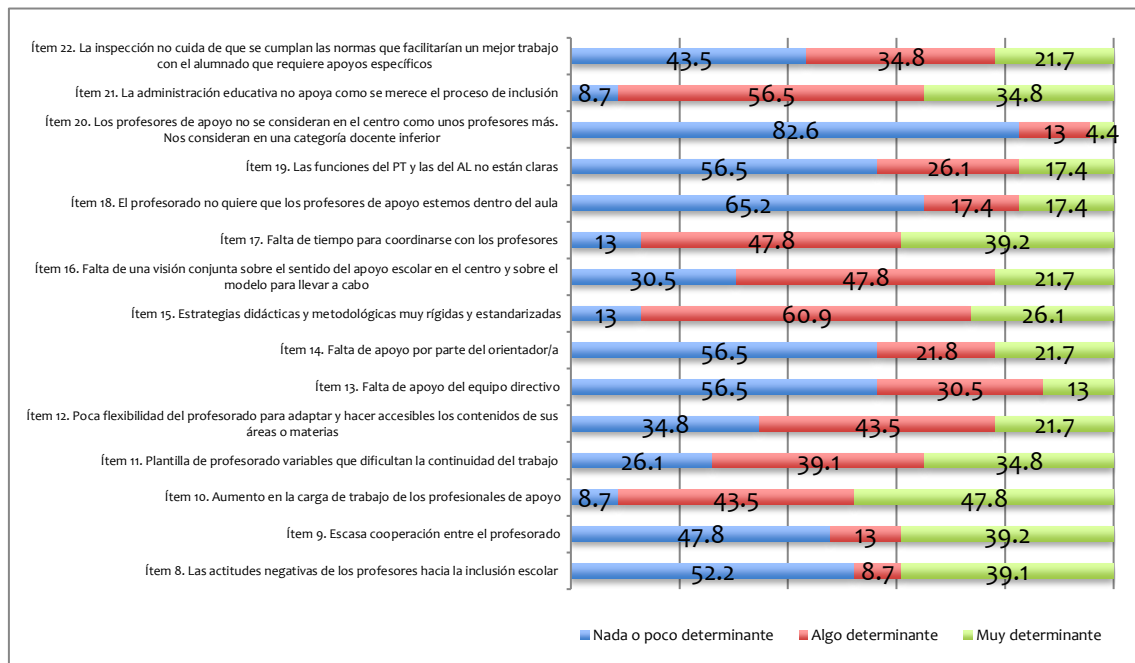 Ítem 22. La inspección no cuida de que se cumplan las normas que facilitarían un mejor trabajo
con el alumnado que requiere apoyos específicos
43.5 34.8 21.7
Ítem 21. La administración educativa no apoya como se merece el proceso de inclusión
8.7 56.5 34.8
Ítem 20. Los profesores de apoyo no se consideran en el centro como unos profesores más.
Nos consideran en una categoría docente inferior
82.6 13 4.4
Ítem 19. Las funciones del PT y las del AL no están claras
56.5 26.1 17.4
Ítem 18. El profesorado no quiere que los profesores de apoyo estemos dentro del aula
65.2 17.4 17.4
Ítem 17. Falta de tiempo para coordinarse con los profesores
13 47.8 39.2
Ítem 16. Falta de una visión conjunta sobre el sentido del apoyo escolar en el centro y sobre el
modelo para llevar a cabo
30.5 47.8 21.7
Ítem 15. Estrategias didácticas y metodológicas muy rígidas y estandarizadas
13 60.9 26.1
Ítem 14. Falta de apoyo por parte del orientador/a
56.5 21.8 21.7
Ítem 13. Falta de apoyo del equipo directivo
56.5 30.5 13
Ítem 12. Poca flexibilidad del profesorado para adaptar y hacer accesibles los contenidos de sus
áreas o materias
34.8 43.5 21.7
Ítem 11. Plantilla de profesorado variables que dificultan la continuidad del trabajo
26.1 39.1 34.8
Ítem 10. Aumento en la carga de trabajo de los profesionales de apoyo
8.7 43.5 47.8
Ítem 9. Escasa cooperación entre el profesorado
47.8 13 39.2
Ítem 8. Las actitudes negativas de los profesores hacia la inclusión escolar
52.2 8.7 39.1
Nada o poco determinante Algo determinante Muy determinante